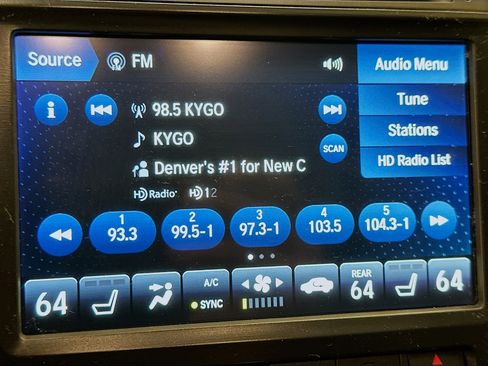 Source
FM
Audio Menu
98.5 KYGO
Tune
KYGO
SCAN
Stations
Denver's #1 for New C
HD Radio List
HD Radio
HD 1 2
1
93.3
2
99.5-1
3
97.3-1
4
103.5
5
104.3-1
64
A/C
SYNC
REAR
64
64